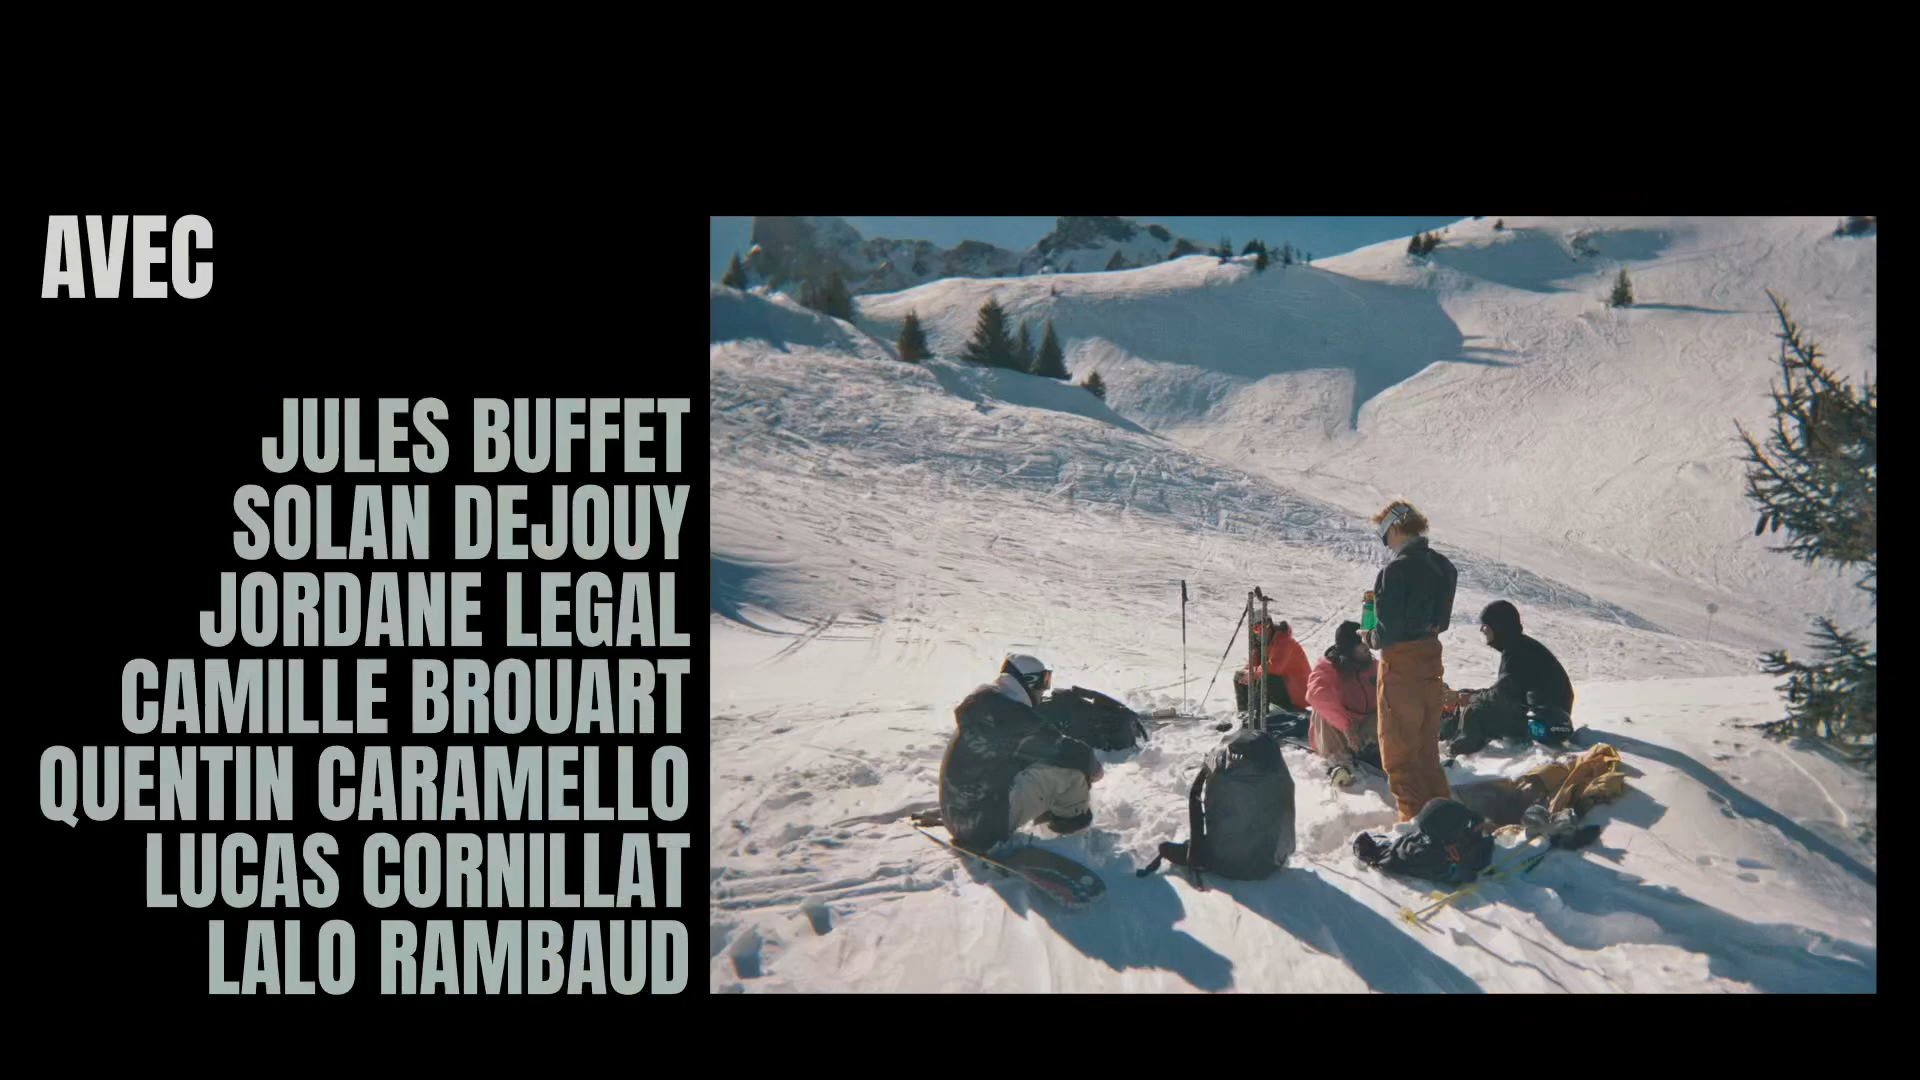 AVEC
JULES BUFFET
SOLAN DEJOUY
JORDANE LEGAL
CAMILLE BROUART
QUENTIN CARAMELLO
LUCAS CORNILLAT
LALO RAMBAUD